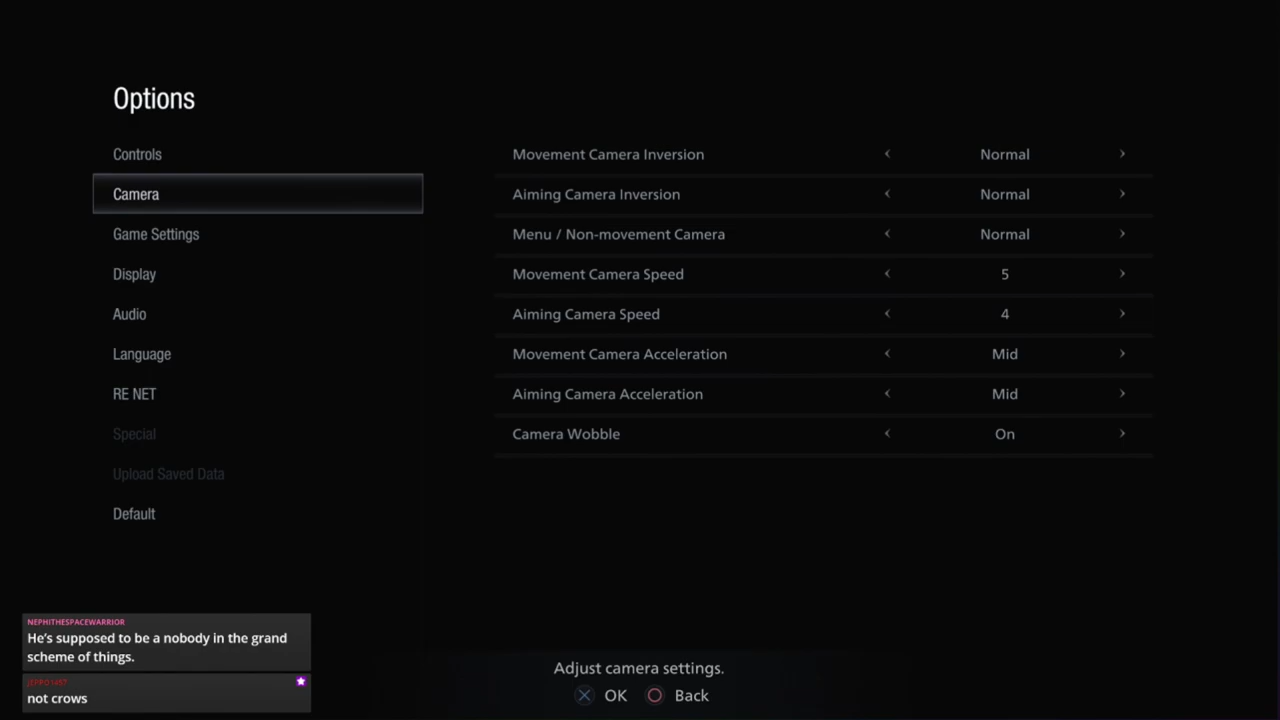 Options
Controls
Camera
Game Settings
Display
Audio
Language
RE NET
Special
Upload Saved Data
Default
Movement Camera Inversion Normal
Aiming Camera Inversion Normal
Menu / Non-movement Camera Normal
Movement Camera Speed 5
Aiming Camera Speed 4
Movement Camera Acceleration Mid
Aiming Camera Acceleration Mid
Camera Wobble On
NEPHITHESPACEWARRIOR
He's supposed to be a nobody in the grand
scheme of things.
not crows
Adjust camera settings.
OK Back